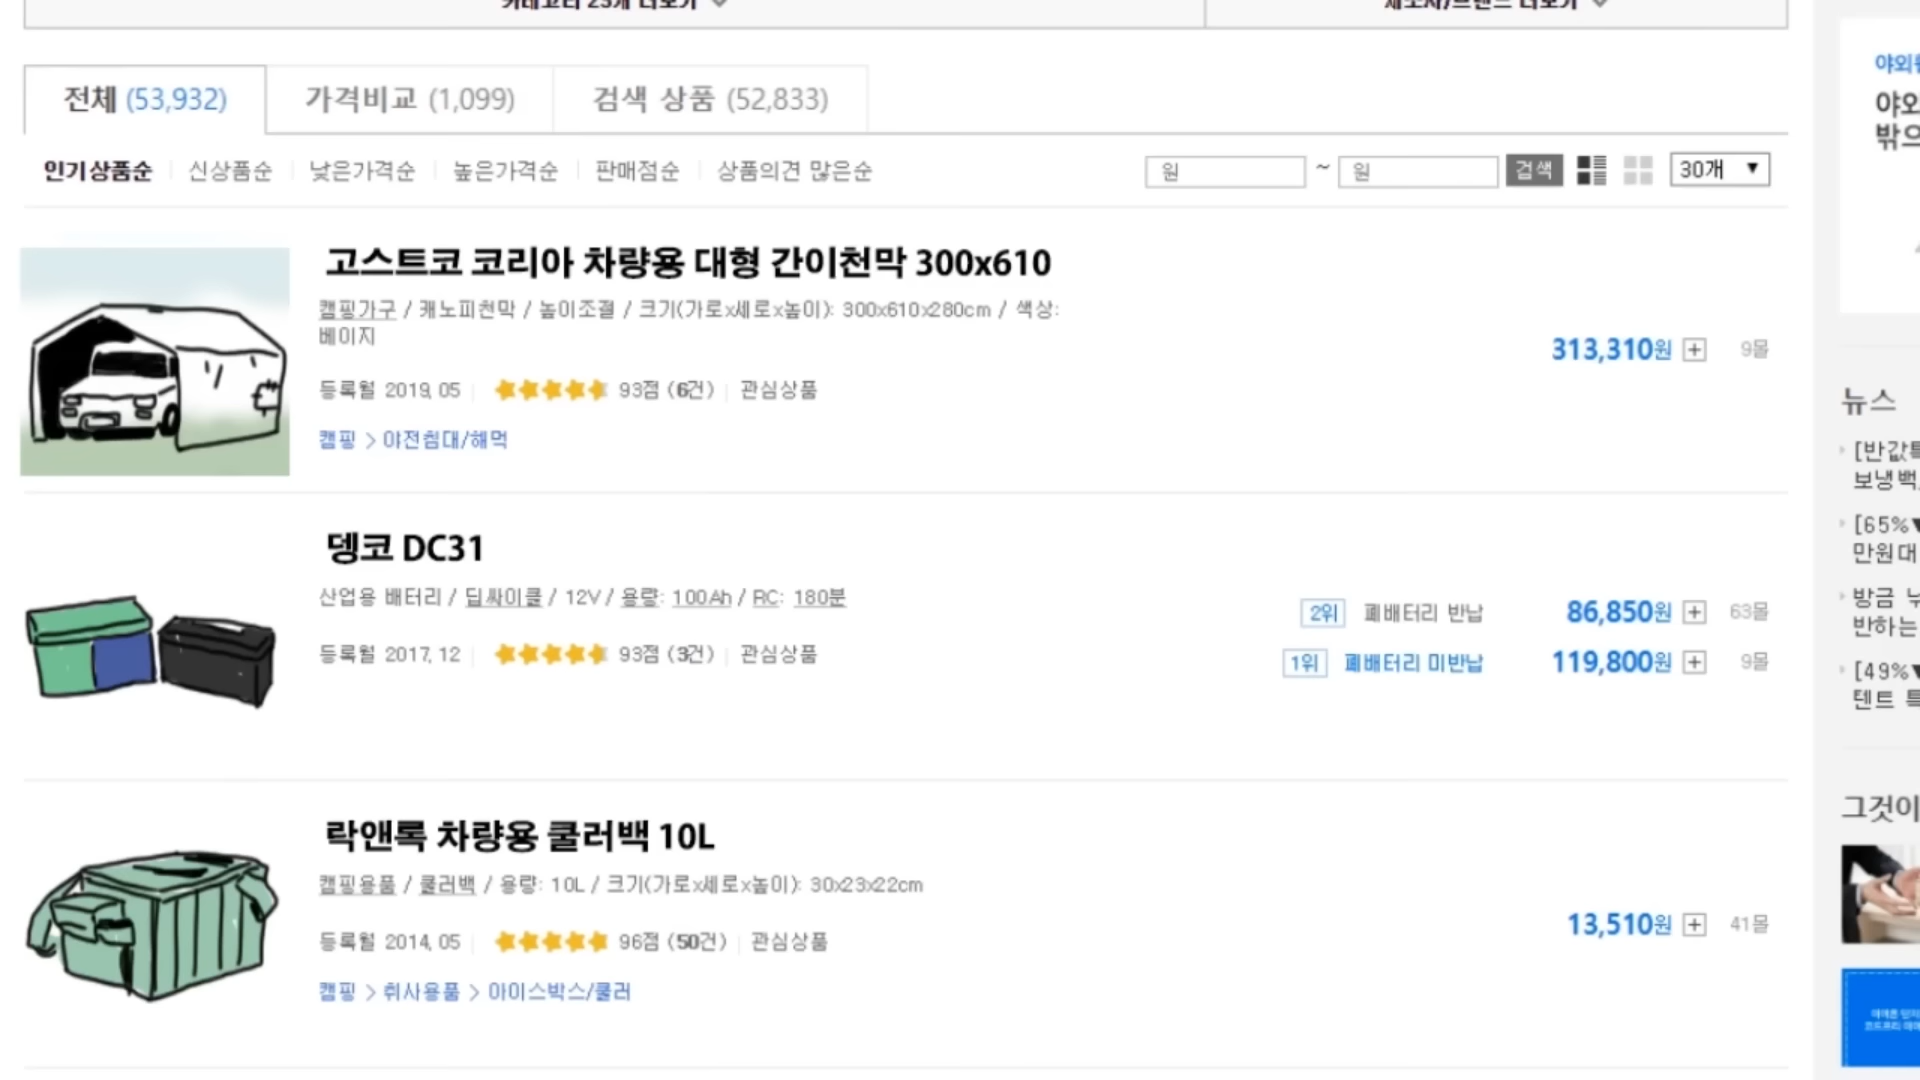 카테고리 23개 더보기
제조사/브랜드 더보기
전체 (53,932)
가격비교 (1,099)
검색 상품 (52,833)
인기상품순
신상품순
낮은가격순
높은가격순
판매점순
상품의견 많은순
원 ~ 원
검색
30개 ▼
고스트코 코리아 차량용 대형 간이천막 300x610
캠핑가구 / 캐노피천막 / 높이조절 / 크기(가로x세로x높이): 300x610x280cm / 색상:
베이지
313,310원 + 9몰
등록월 2019. 05
93점 (6건)
관심상품
캠핑 > 야전침대/해먹
뎅코 DC31
산업용 배터리 / 딥싸이클 / 12V / 용량: 100Ah / RC: 180분
2위 폐배터리 반납 86,850원 + 63몰
등록월 2017. 12
93점 (3건)
관심상품
1위 폐배터리 미반납 119,800원 + 9몰
락앤록 차량용 쿨러백 10L
캠핑용품 / 쿨러백 / 용량: 10L / 크기(가로x세로x높이): 30x23x22cm
13,510원 + 41몰
등록월 2014. 05
96점 (50건)
관심상품
캠핑 > 취사용품 > 아이스박스/쿨러
야외
야외
밖으
뉴스
[반값특
보냉백,
[65%▼
만원대
방금
반하는
[49%▼
텐트 특
그것이